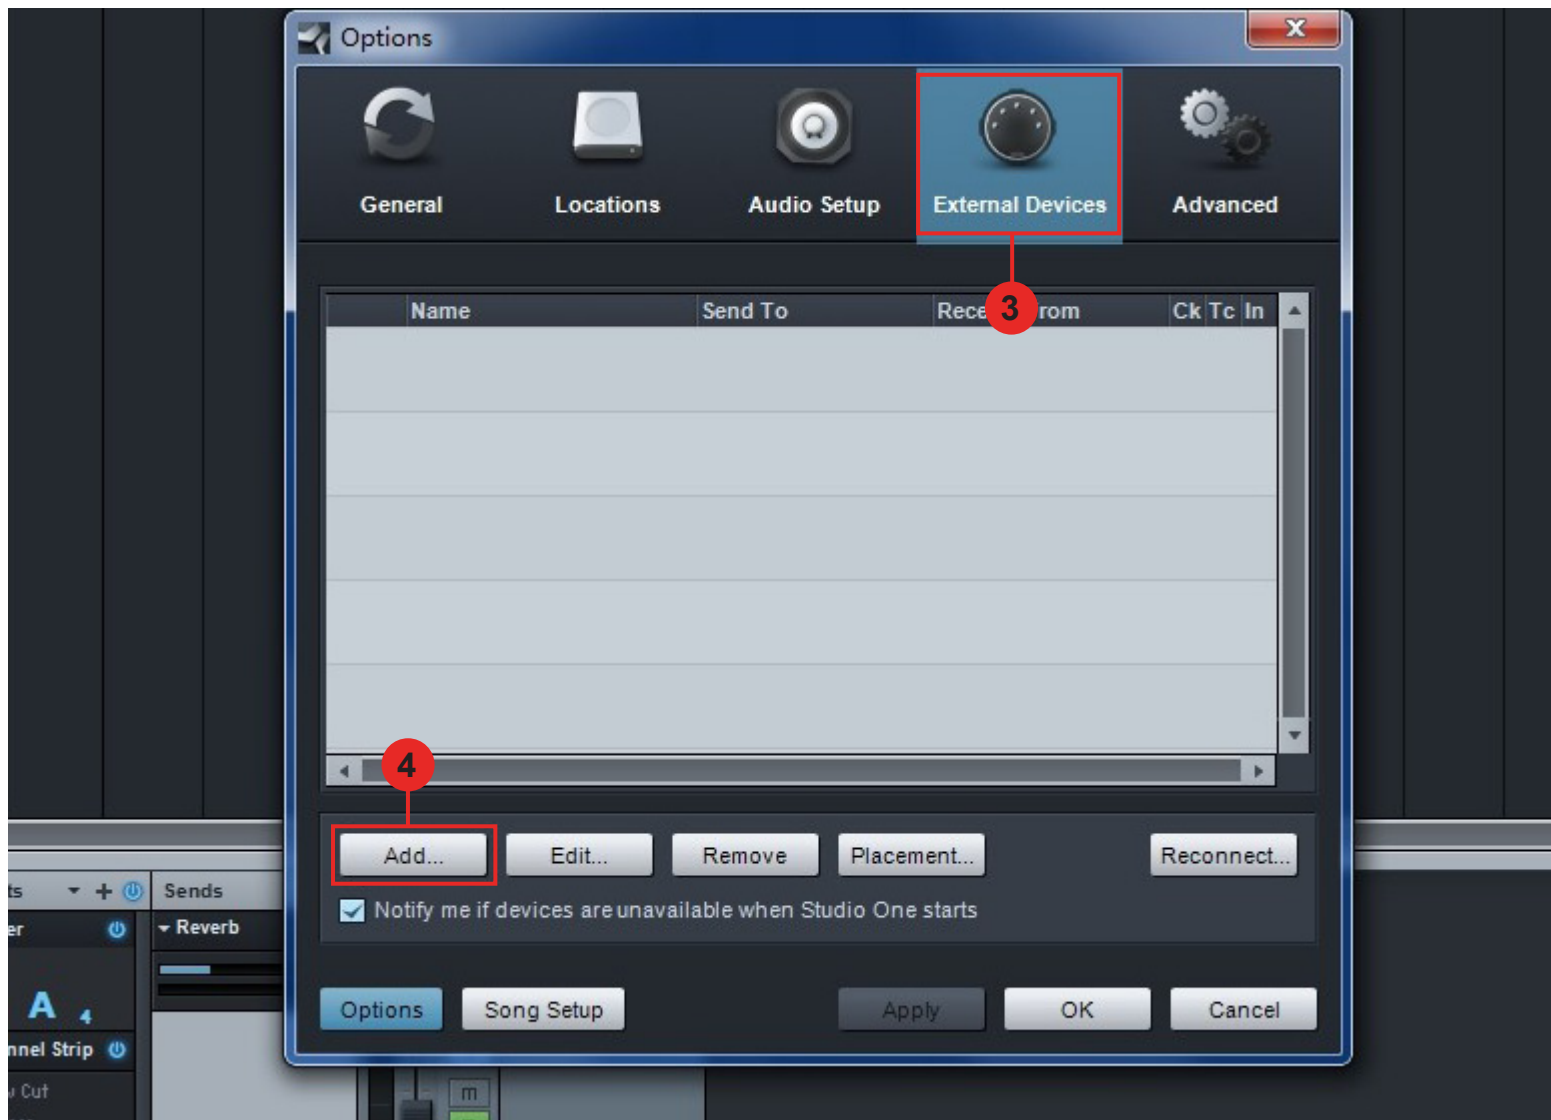 Options
General Locations Audio Setup External Devices Advanced
Name Send To Rece 3 rom Ck Tc In
4
Add... Edit... Remove Placement... Reconnect...
Notify me if devices are unavailable when Studio One starts
Options Song Setup Apply OK Cancel
ts + Sends
er Reverb
A 4
nnel Strip
Cut
m